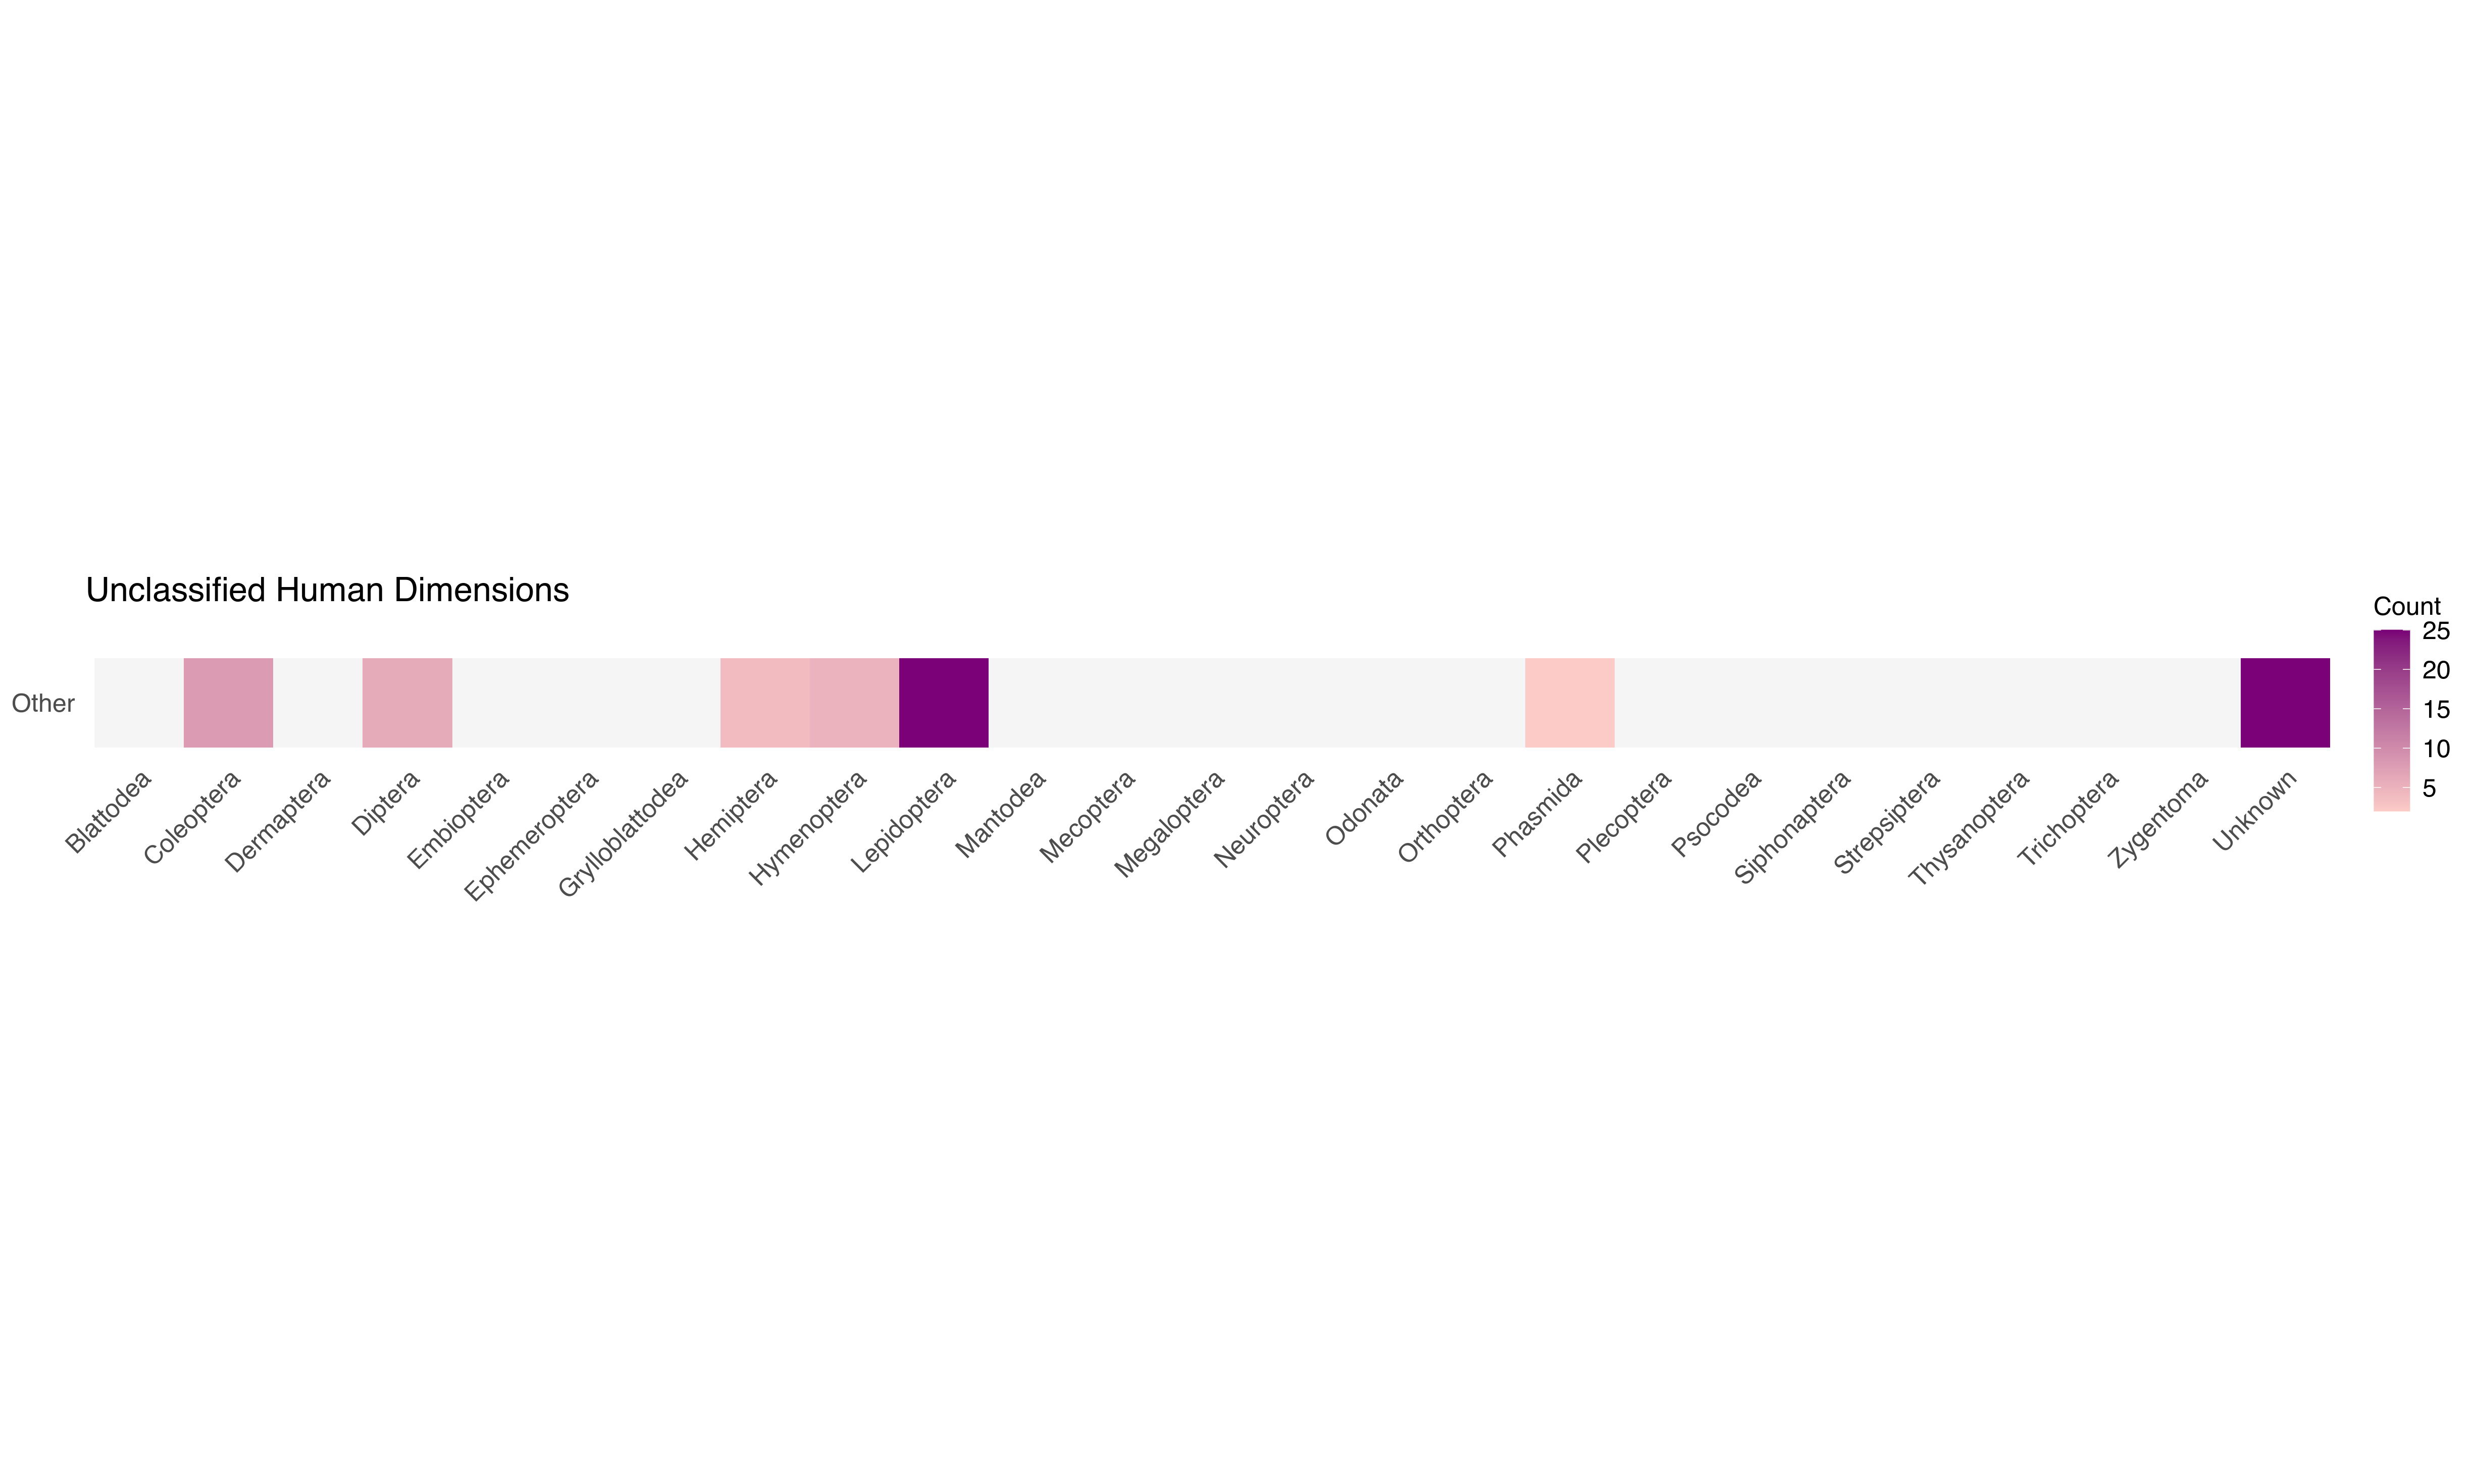 Unclassified Human Dimensions
Count
25
20
15
10
5
Other
Blattodea
Coleoptera
Dermaptera
Diptera
Embioptera
Ephemeroptera
Grylloblattodea
Hemiptera
Hymenoptera
Lepidoptera
Mantodea
Mecoptera
Megaloptera
Neuroptera
Odonata
Orthoptera
Phasmida
Plecoptera
Psocodea
Siphonaptera
Strepsiptera
Thysanoptera
Trichoptera
Zygentoma
Unknown